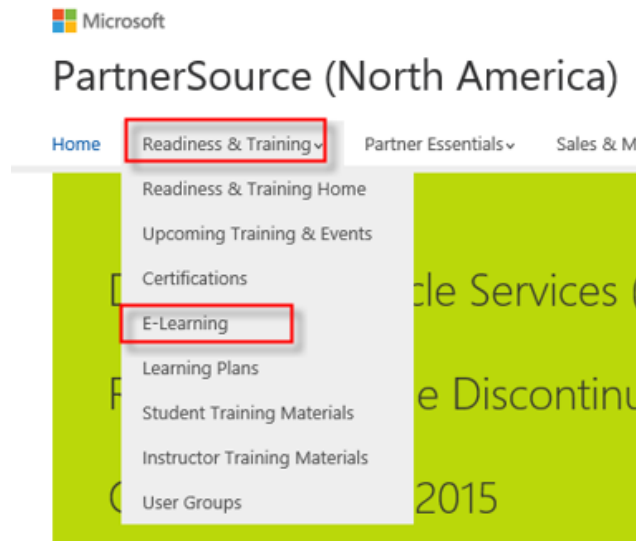 Microsoft
PartnerSource (North America)
Home Readiness & Training Partner Essentials Sales & M
Readiness & Training Home
Upcoming Training & Events
Certifications
E-Learning
Learning Plans
Student Training Materials
Instructor Training Materials
User Groups
cle Services (
e Discontinu
2015